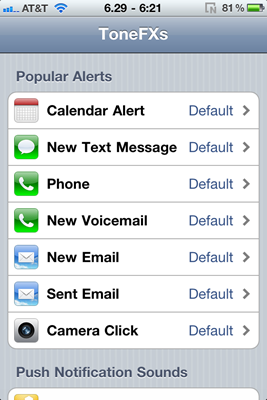 AT&T 6.29 - 6:21 81%
ToneFXs
Popular Alerts
Calendar Alert Default
New Text Message Default
Phone Default
New Voicemail Default
New Email Default
Sent Email Default
Camera Click Default
Push Notification Sounds